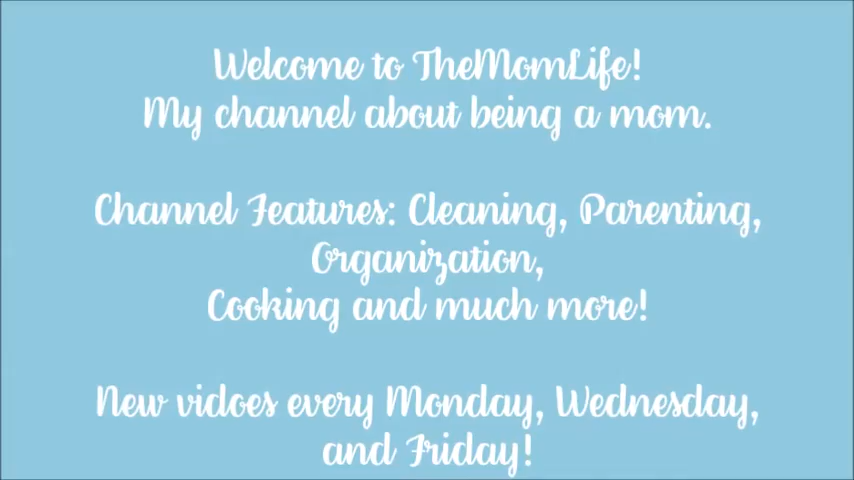 Welcome to TheMomLife!
My channel about being a mom.
Channel Features: Cleaning, Parenting,
Organization,
Cooking and much more!
New vidoes every Monday, Wednesday,
and Friday!